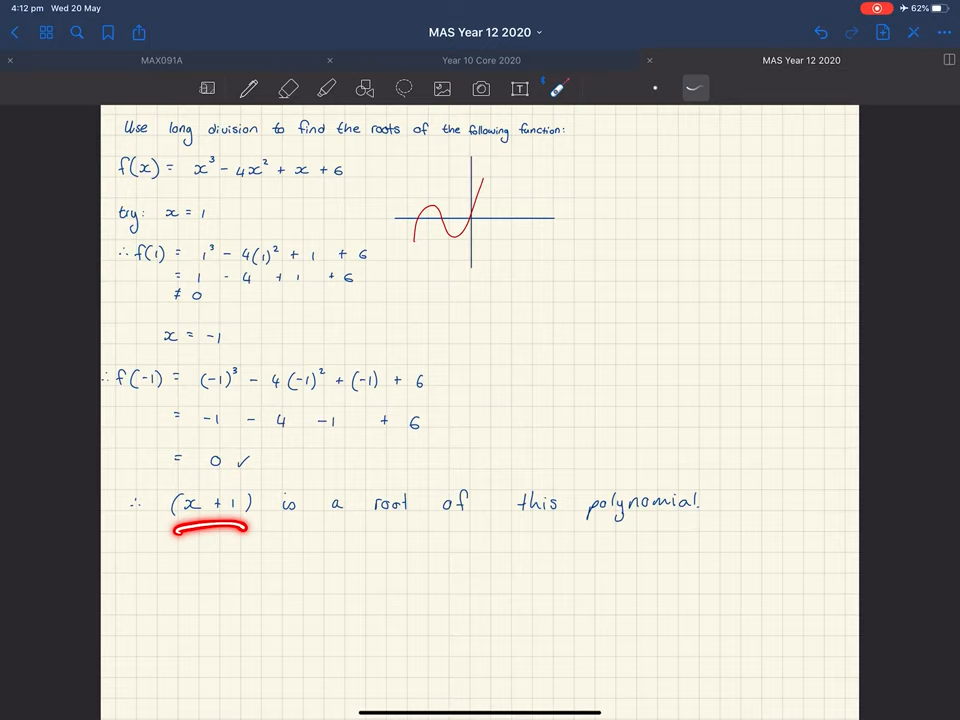 4:12 pm Wed 20 May
62%
MAS Year 12 2020
MAX091A
Year 10 Core 2020
MAS Year 12 2020
Use long division to find the roots of the following function:
f(x) = x³ - 4x² + x + 6
try: x = 1
∴ f(1) = 1³ - 4(1)² + 1 + 6
= 1 - 4 + 1 + 6
≠ 0
x = -1
∴ f(-1) = (-1)³ - 4(-1)² + (-1) + 6
= -1 - 4 -1 + 6
= 0 ✓
∴ (x + 1) is a root of this polynomial.